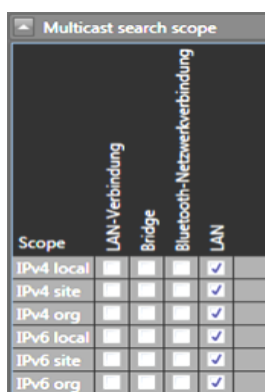 Multicast search scope
Scope
LAN-Verbindung
Bridge
Bluetooth-Netzwerkverbindung
LAN
IPv4 local
IPv4 site
IPv4 org
IPv6 local
IPv6 site
IPv6 org